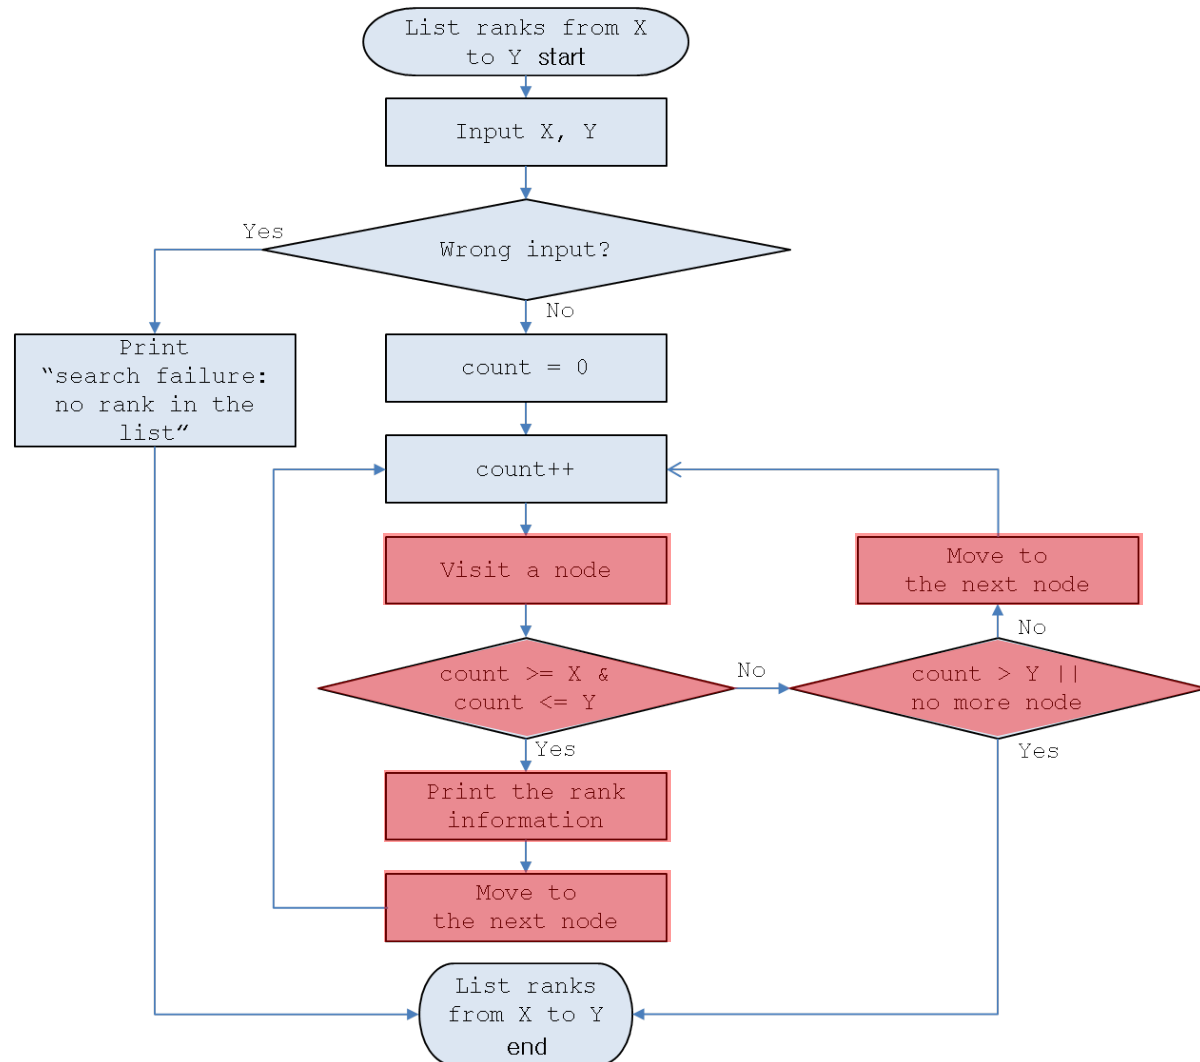 List ranks from X
to Y start
Input X, Y
Yes
Wrong input?
No
Print
“search failure:
no rank in the
list”
count = 0
count++
Visit a node
Move to
the next node
No
count >= X &
count <= Y
No
count > Y ||
no more node
Yes
Yes
Print the rank
information
Move to
the next node
List ranks
from X to Y
end